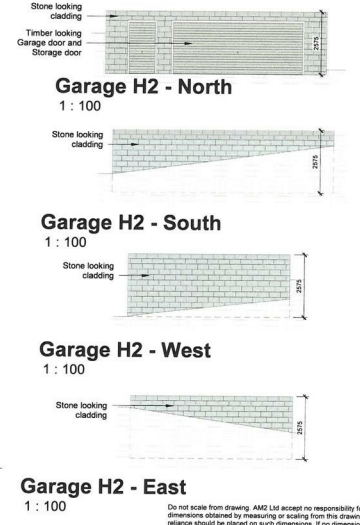 Stone looking
cladding
Timber looking
Garage door and
Storage door
2575
Garage H2 - North
1 : 100
Stone looking
cladding
2575
Garage H2 - South
1 : 100
Stone looking
cladding
2575
Garage H2 - West
1 : 100
Stone looking
cladding
2575
Garage H2 - East
1 : 100
Do not scale from drawing. AM2 Ltd accept no responsibility fo
dimensions obtained by measuring or scaling from this drawin
reliance should be placed on such dimensions. If no dimension